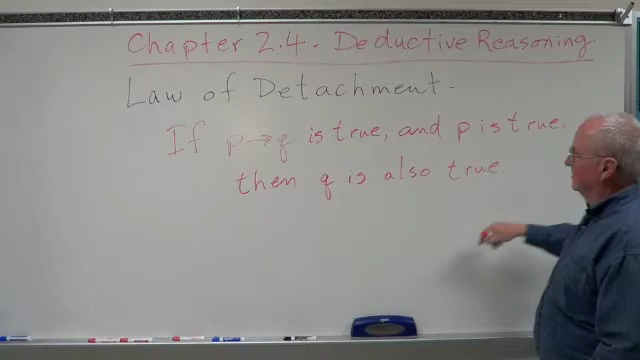 Chapter 2.4. Deductive Reasoning
Law of Detachment -
If p → q is true, and p is true,
then q is also true